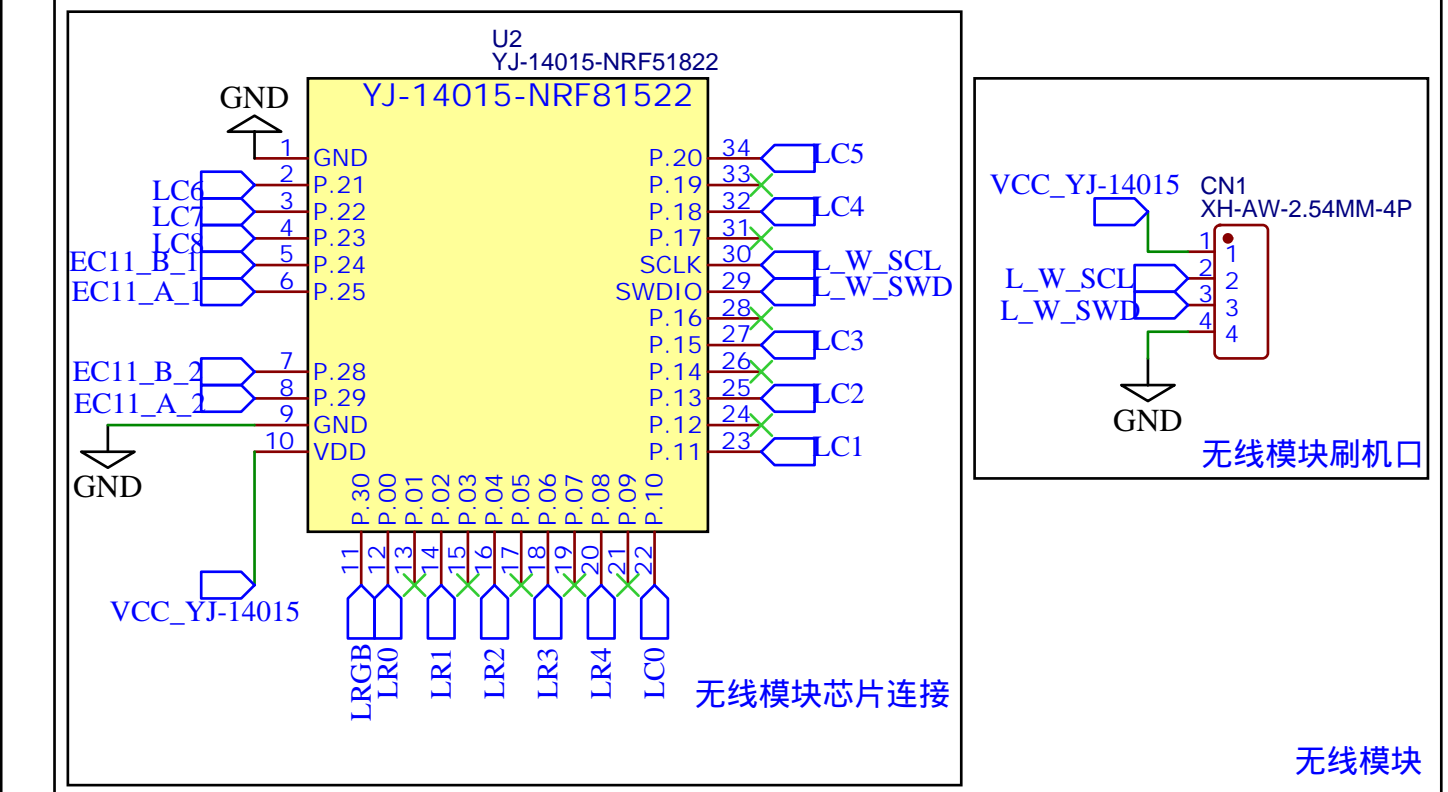 U2
YJ-14015-NRF51822
YJ-14015-NRF81522
GND
1 GND
LC6 2 P.21
LC7 3 P.22
LC8 4 P.23
EC11_B_1 5 P.24
EC11_A_1 6 P.25
EC11_B_2 7 P.28
EC11_A_2 8 P.29
9 GND
10 VDD
GND
VCC_YJ-14015
P.20 34 LC5
P.19 33
P.18 32 LC4
P.17 31
SCLK 30 L_W_SCL
SWDIO 29 L_W_SWD
P.16 28
P.15 27 LC3
P.14 26
P.13 25 LC2
P.12 24
P.11 23 LC1
P.30 11 LRGB
P.00 12 LR0
P.01 13
P.02 14 LR1
P.03 15
P.04 16 LR2
P.05 17
P.06 18 LR3
P.07 19
P.08 20 LR4
P.09 21
P.10 22 LC0
无线模块芯片连接
VCC_YJ-14015
CN1
XH-AW-2.54MM-4P
1 1
L_W_SCL 2 2
L_W_SWD 3 3
4 4
GND
无线模块刷机口
无线模块